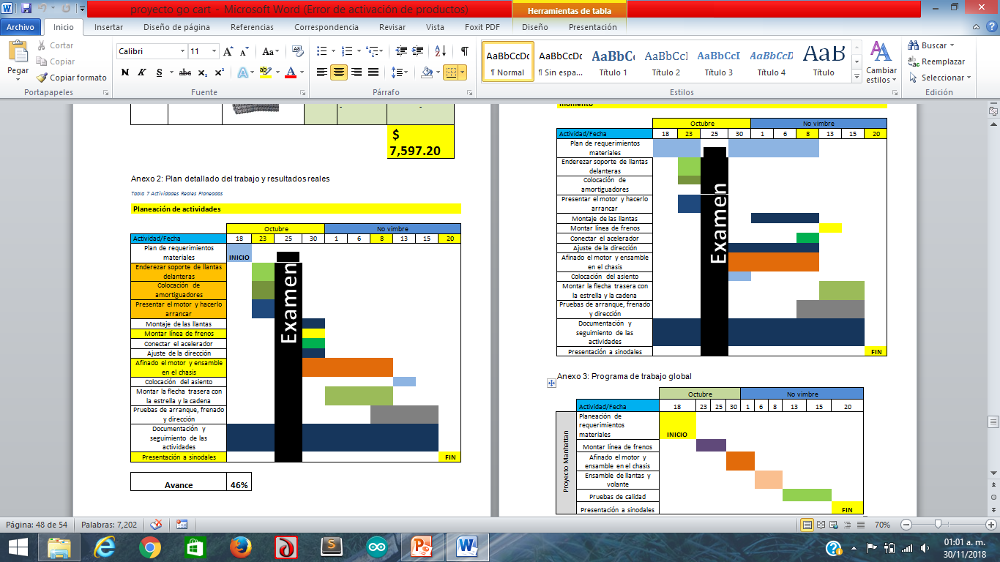 proyecto go cart - Microsoft Word (Error de activación de productos)
Herramientas de tabla
Archivo
Inicio
Insertar
Diseño de página
Referencias
Correspondencia
Revisar
Vista
Foxit PDF
Diseño
Presentación
Pegar
Cortar
Copiar
Copiar formato
Portapapeles
Calibri
11
Fuente
Párrafo
AaBbCcDc
¶ Normal
AaBbCcDc
¶ Sin espa...
AaBbC
Título 1
AaBbCc
Título 2
AaBbCcI
Título 3
AaBbCcD
Título 4
AaB
Título
Cambiar estilos
Estilos
Buscar
Reemplazar
Seleccionar
Edición
- -
$
7,597.20
Anexo 2: Plan detallado del trabajo y resultados reales
Tabla 7 Actividades Reales Planeadas
Planeación de actividades
Octubre No vimbre
Actividad/Fecha 18 23 25 30 1 6 8 13 15 20
Plan de requerimientos
materiales
INICIO
Enderezar soporte de llantas
delanteras
Colocación de
amortiguadores
Presentar el motor y hacerlo
arrancar
Examen
Montaje de las llantas
Montar línea de frenos
Conectar el acelerador
Ajuste de la dirección
Afinado el motor y ensamble
en el chasis
Colocación del asiento
Montar la flecha trasera con
la estrella y la cadena
Pruebas de arranque, frenado
y dirección
Documentación y
seguimiento de las
actividades
Presentación a sinodales FIN
Avance 46%
momento
Octubre No vimbre
Actividad/Fecha 18 23 25 30 1 6 8 13 15 20
Plan de requerimientos
materiales
Enderezar soporte de llantas
delanteras
Colocación de
amortiguadores
Presentar el motor y hacerlo
arrancar
Examen
Montaje de las llantas
Montar línea de frenos
Conectar el acelerador
Ajuste de la dirección
Afinado el motor y ensamble
en el chasis
Colocación del asiento
Montar la flecha trasera con
la estrella y la cadena
Pruebas de arranque, frenado
y dirección
Documentación y
seguimiento de las
actividades
Presentación a sinodales FIN
Anexo 3: Programa de trabajo global
Octubre No vimbre
Actividad/Fecha 18 23 25 30 1 6 8 13 15 20
Proyecto Manhattan
Planeación de
requerimientos
materiales
INICIO
Montar línea de frenos
Afinado el motor y
ensamble en el chasis
Ensamble de llantas y
volante
Pruebas de calidad
Presentación a sinodales FIN
Página: 48 de 54
Palabras: 7,202
70%
01:01 a. m.
30/11/2018